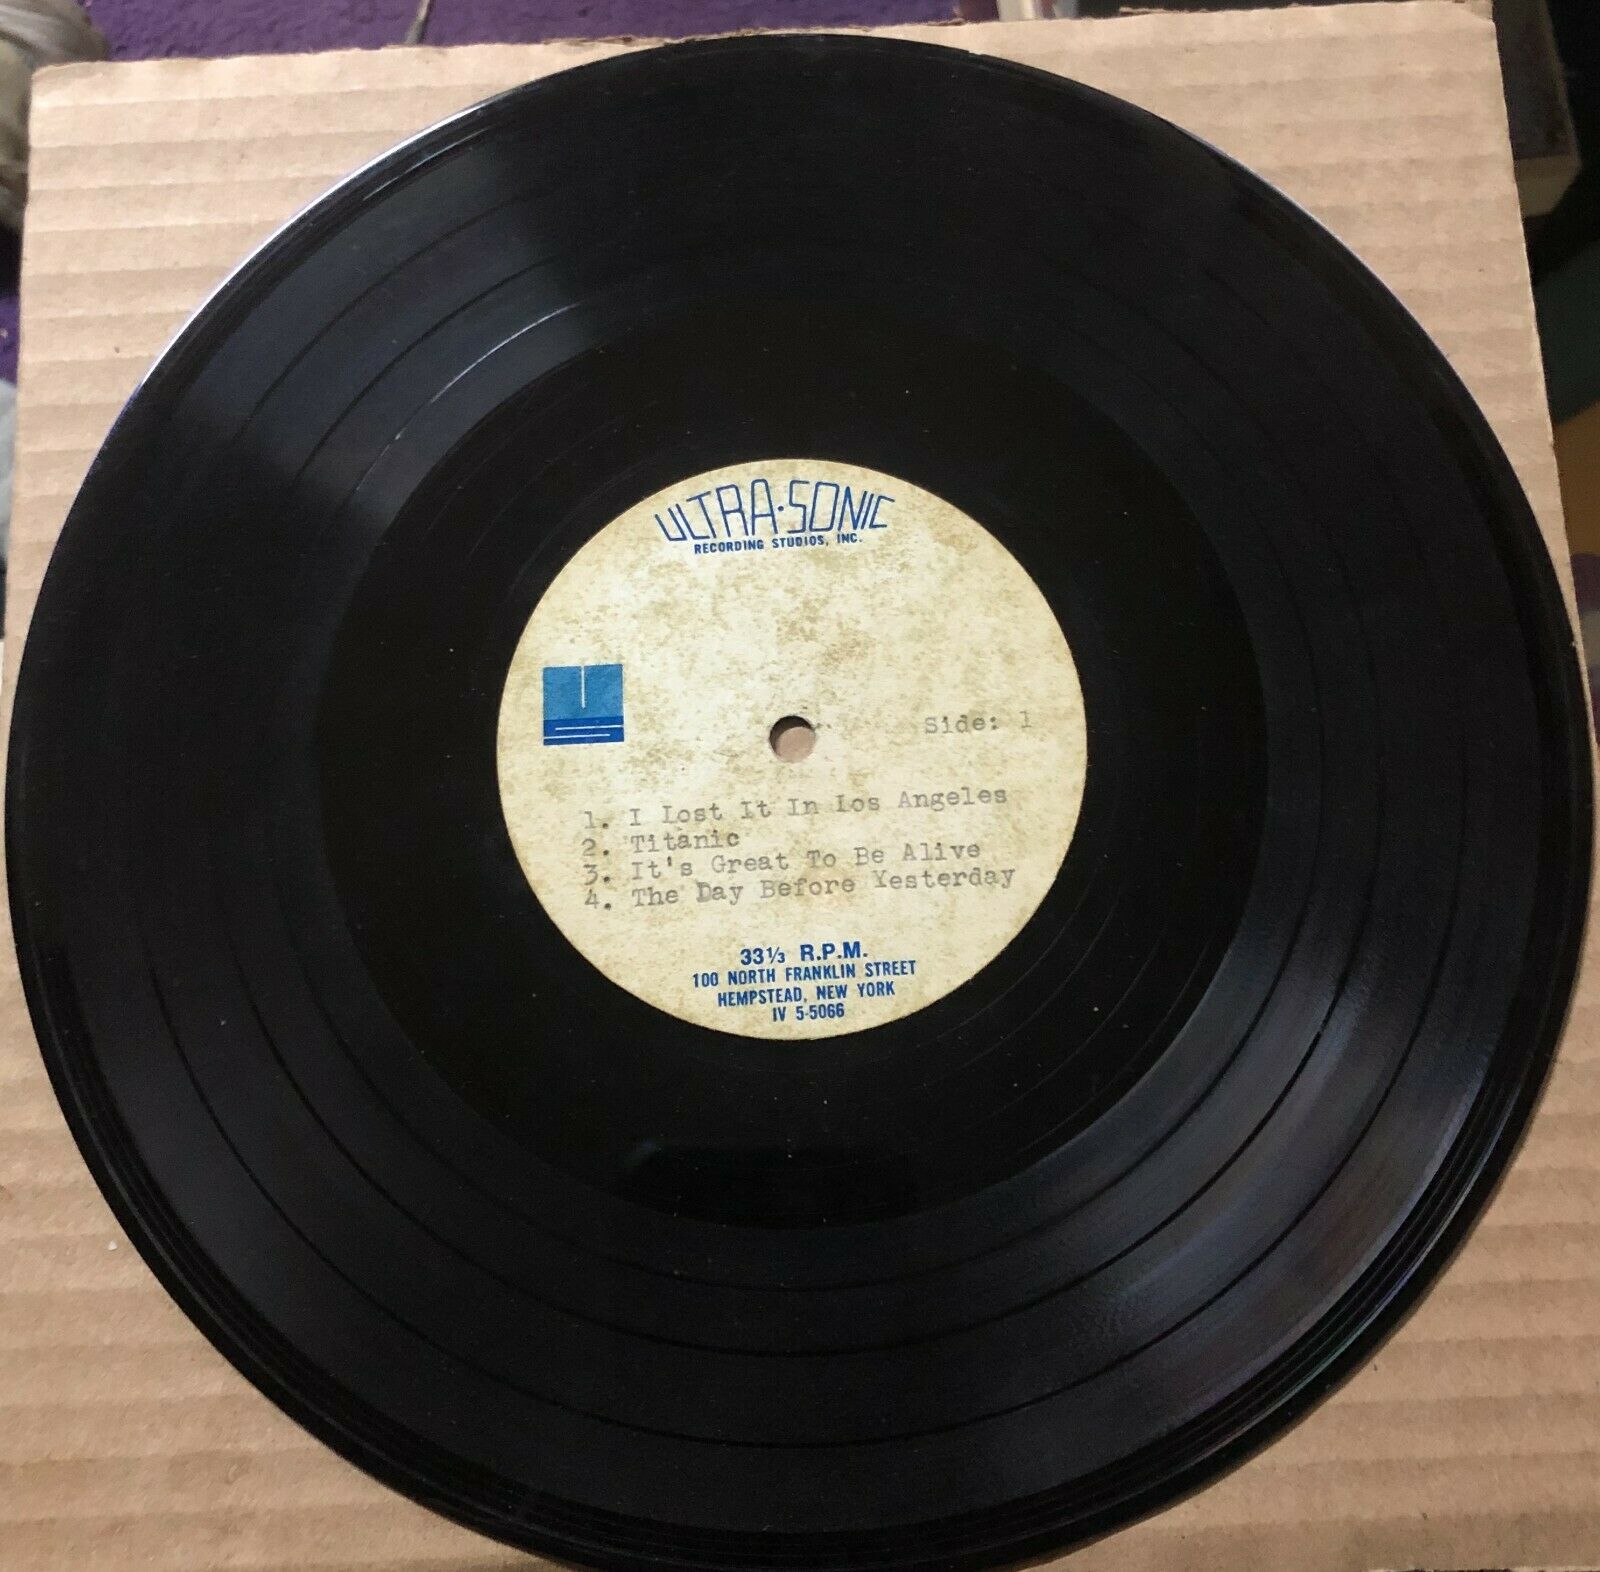 ULTRA·SONIC
RECORDING STUDIOS, INC.
Side: 1
1. I Lost It In Los Angeles
2. Titanic
3. It's Great To Be Alive
4. The Day Before Yesterday
33⅓ R.P.M.
100 NORTH FRANKLIN STREET
HEMPSTEAD, NEW YORK
IV 5-5066